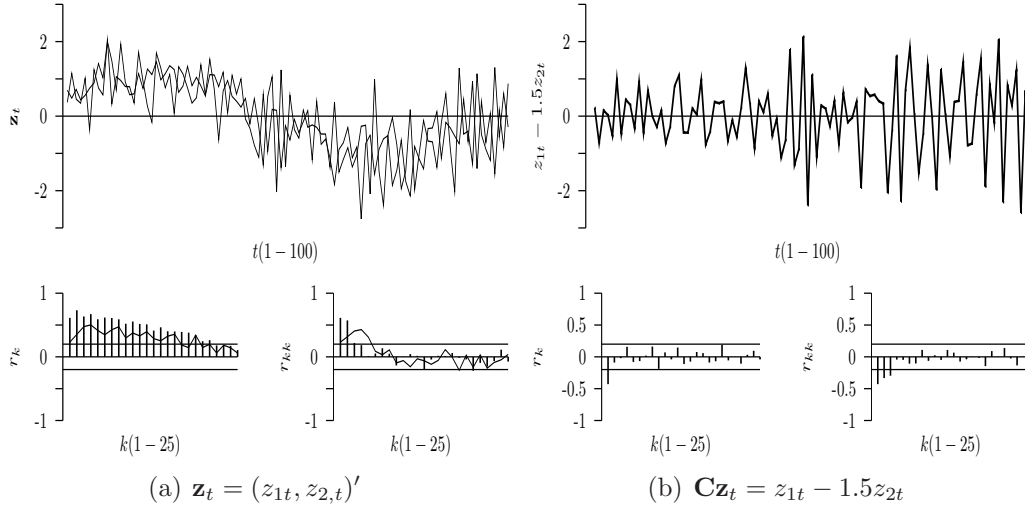 2
0
-2
z_t
t(1 − 100)
2
0
-2
z_{1t} − 1.5z_{2t}
t(1 − 100)
1
0
-1
r_k
k(1 − 25)
1
0
-1
r_{kk}
k(1 − 25)
1
0.5
0
-0.5
-1
r_k
k(1 − 25)
1
0.5
0
-0.5
-1
r_{kk}
k(1 − 25)
(a) z_t = (z_{1t}, z_{2,t})′
(b) Cz_t = z_{1t} − 1.5z_{2t}